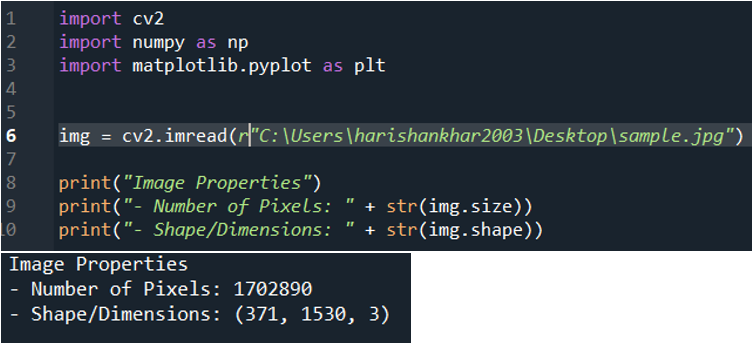 1 import cv2
2 import numpy as np
3 import matplotlib.pyplot as plt
4
5
6 img = cv2.imread(r"C:\Users\harishankhar2003\Desktop\sample.jpg")
7
8 print("Image Properties")
9 print("- Number of Pixels: " + str(img.size))
10 print("- Shape/Dimensions: " + str(img.shape))
Image Properties
- Number of Pixels: 1702890
- Shape/Dimensions: (371, 1530, 3)